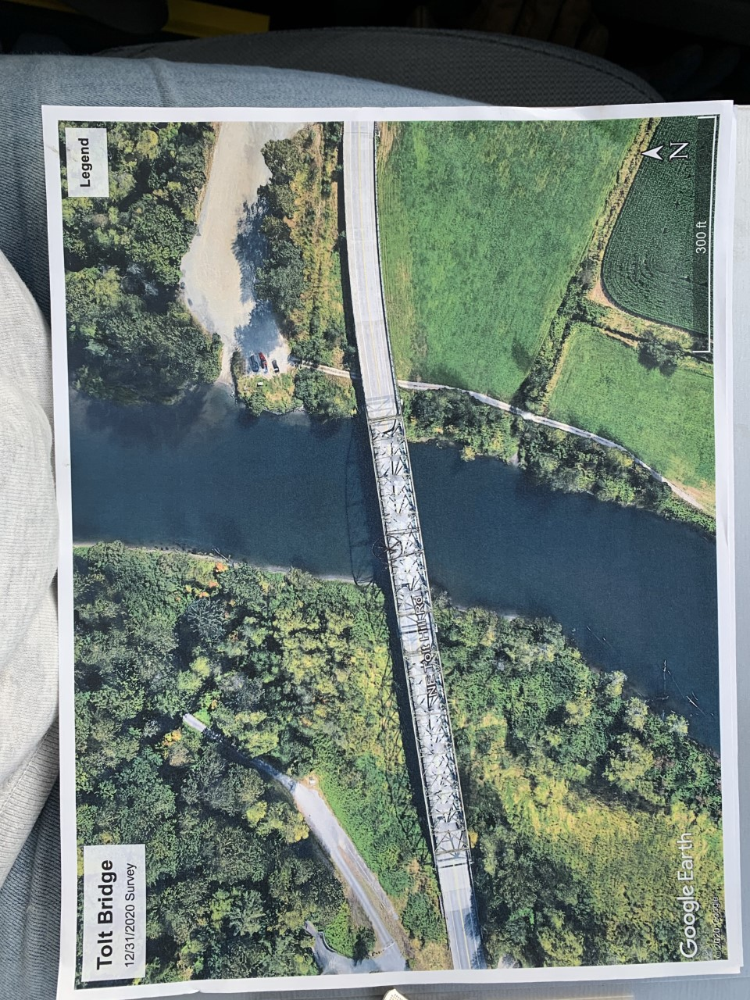 Tolt Bridge
12/31/2020 Survey
Legend
NE Tolt Hill Rd
Google Earth
© 2020 Google
300 ft
N